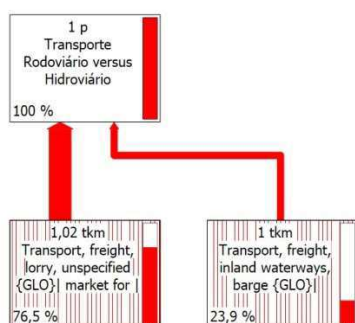 1 p
Transporte
Rodoviário versus
Hidroviário
100 %
1,02 tkm
Transport, freight,
lorry, unspecified
{GLO}| market for |
76,5 %
1 tkm
Transport, freight,
inland waterways,
barge {GLO}|
23,9 %